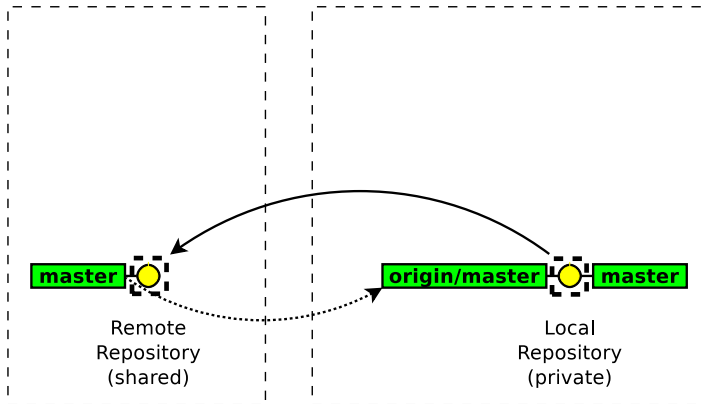 master
origin/master
master
Remote
Repository
(shared)
Local
Repository
(private)